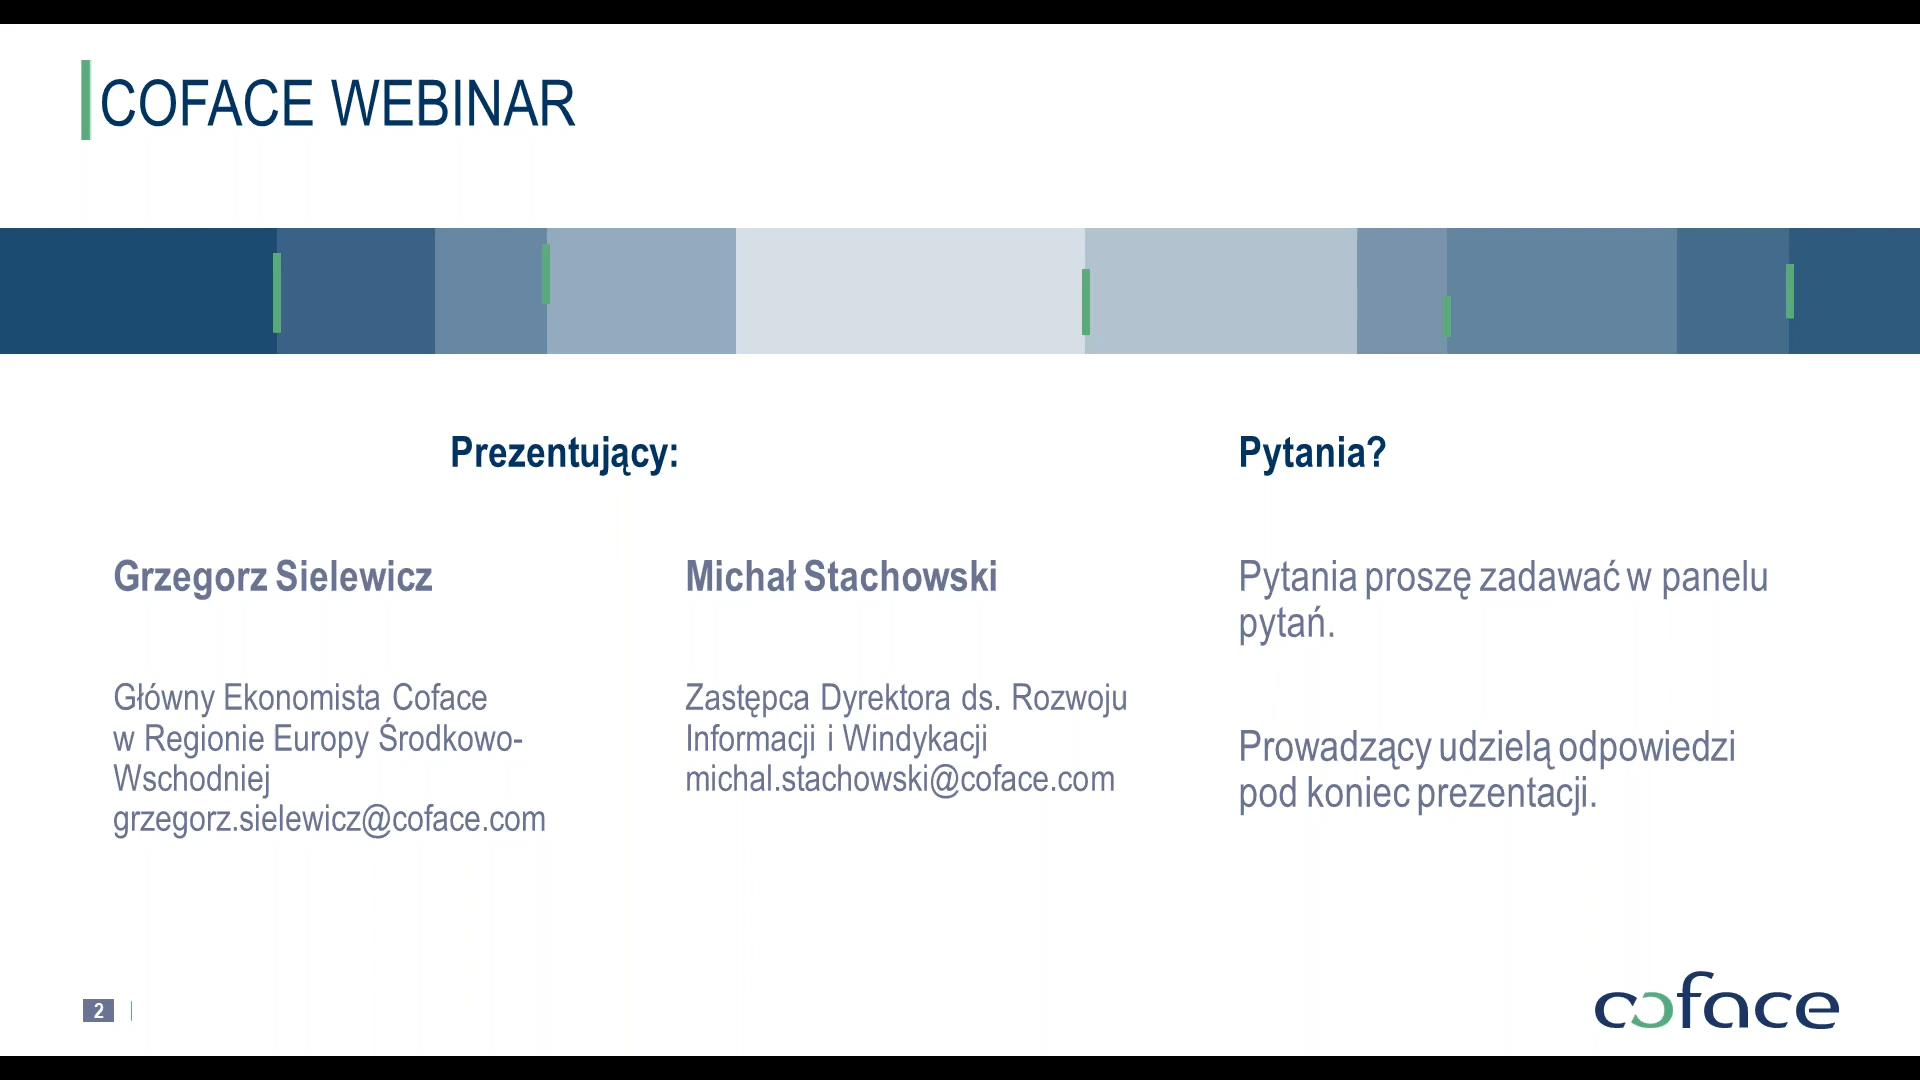 COFACE WEBINAR
Prezentujący:
Grzegorz Sielewicz
Główny Ekonomista Coface
w Regionie Europy Środkowo-
Wschodniej
grzegorz.sielewicz@coface.com
Michał Stachowski
Zastępca Dyrektora ds. Rozwoju
Informacji i Windykacji
michal.stachowski@coface.com
Pytania?
Pytania proszę zadawać w panelu
pytań.
Prowadzący udzielą odpowiedzi
pod koniec prezentacji.
2
coface